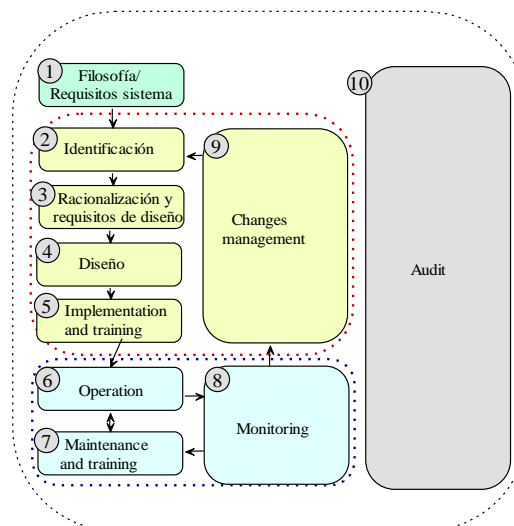 1
Filosofía/
Requisitos sistema
2
Identificación
3
Racionalización y
requisitos de diseño
4
Diseño
5
Implementation
and training
6
Operation
7
Maintenance
and training
8
Monitoring
9
Changes
management
10
Audit